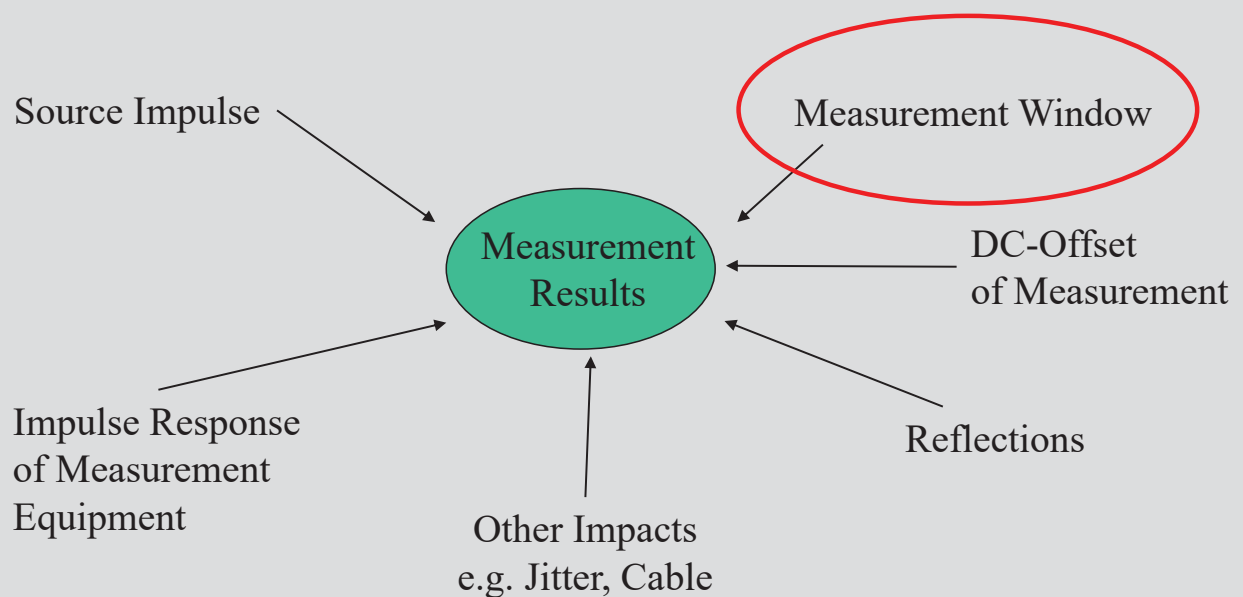 Source Impulse
Measurement Window
Measurement
Results
DC-Offset
of Measurement
Impulse Response
of Measurement
Equipment
Reflections
Other Impacts
e.g. Jitter, Cable